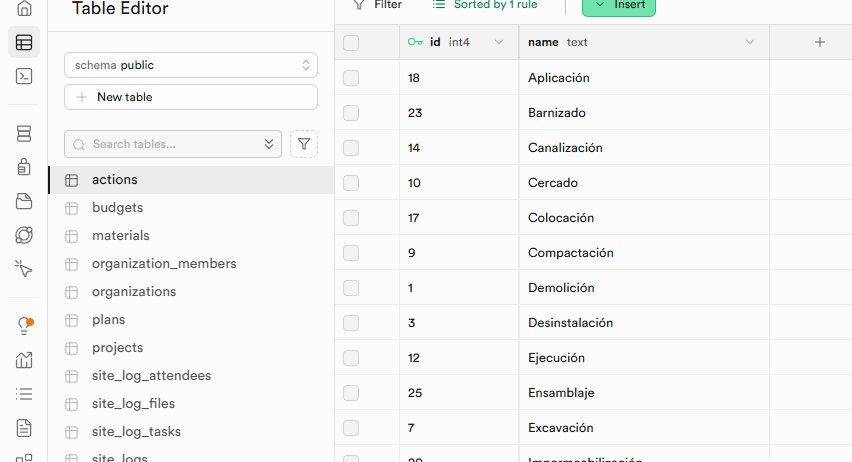 Table Editor
schema public
New table
Search tables...
actions
budgets
materials
organization_members
organizations
plans
projects
site_log_attendees
site_log_files
site_log_tasks
site_logs
Filter
Sorted by 1 rule
Insert
id int4
name text
18 Aplicación
23 Barnizado
14 Canalización
10 Cercado
17 Colocación
9 Compactación
1 Demolición
3 Desinstalación
12 Ejecución
25 Ensamblaje
7 Excavación
20 Impermeabilización